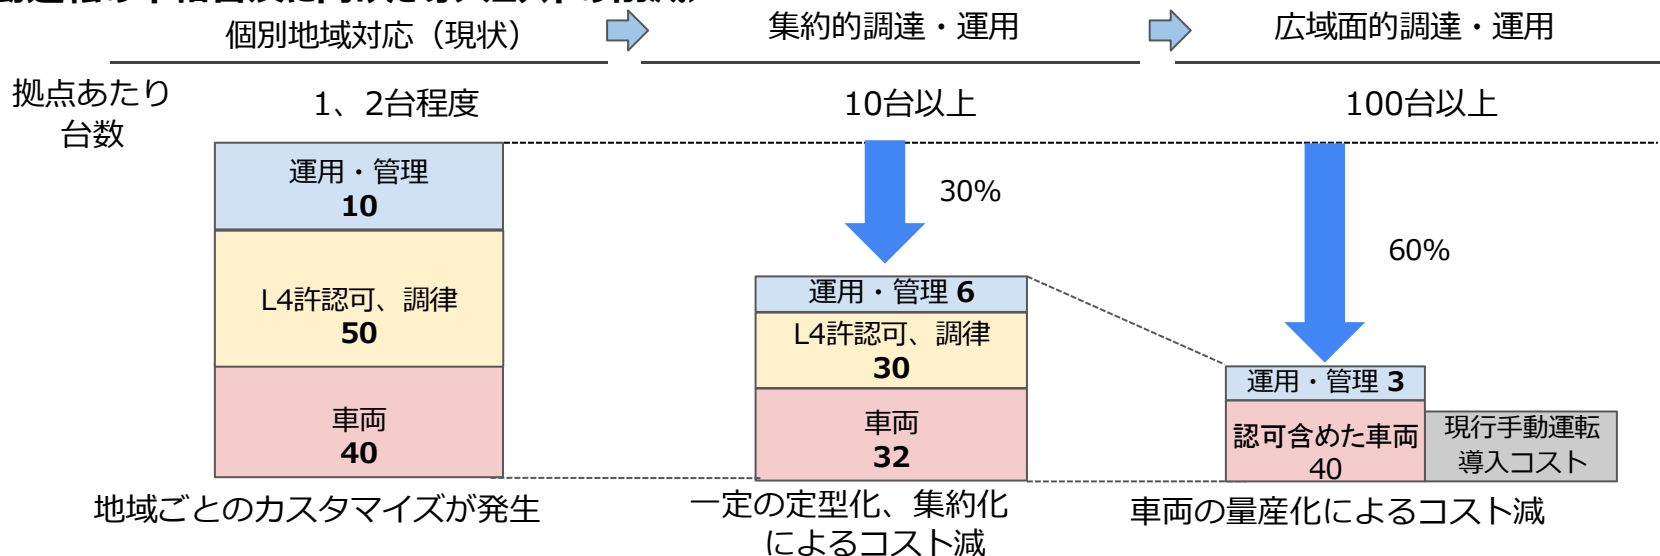 個別地域対応（現状）
集約的調達・運用
広域面的調達・運用
拠点あたり
台数
1、2台程度
10台以上
100台以上
運用・管理
10
L4許認可、調律
50
車両
40
地域ごとのカスタマイズが発生
30%
運用・管理 6
L4許認可、調律
30
車両
32
一定の定型化、集約化
によるコスト減
60%
運用・管理 3
認可含めた車両
40
現行手動運転
導入コスト
車両の量産化によるコスト減